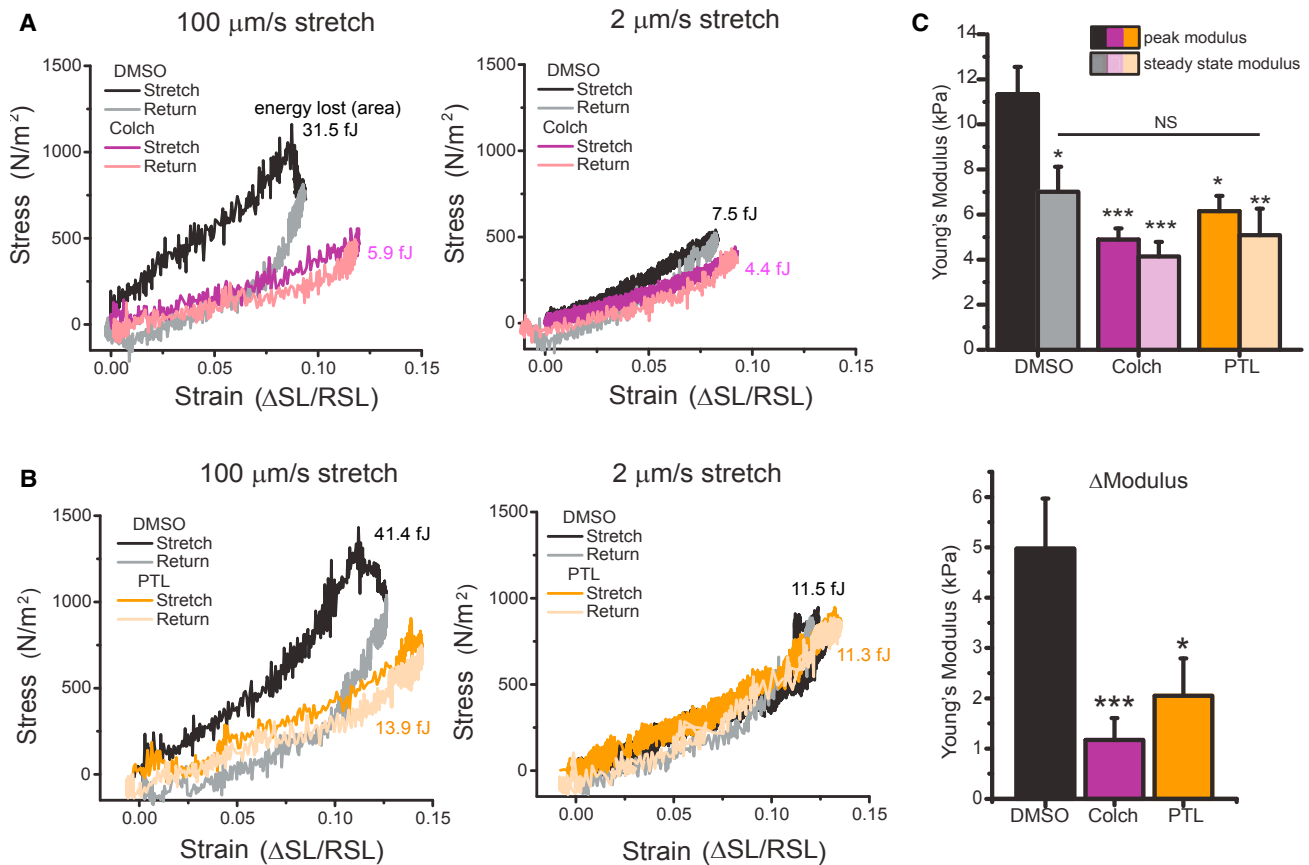 A
100 μm/s stretch
DMSO
Stretch
Return
Colch
Stretch
Return
energy lost (area)
31.5 fJ
5.9 fJ
1500
1000
500
0
Stress (N/m²)
0.00 0.05 0.10 0.15
Strain (ΔSL/RSL)
2 μm/s stretch
DMSO
Stretch
Return
Colch
Stretch
Return
7.5 fJ
4.4 fJ
1500
1000
500
0
Stress (N/m²)
0.00 0.05 0.10 0.15
Strain (ΔSL/RSL)
B
100 μm/s stretch
DMSO
Stretch
Return
PTL
Stretch
Return
41.4 fJ
13.9 fJ
1500
1000
500
0
Stress (N/m²)
0.00 0.05 0.10 0.15
Strain (ΔSL/RSL)
2 μm/s stretch
DMSO
Stretch
Return
PTL
Stretch
Return
11.5 fJ
11.3 fJ
1500
1000
500
0
Stress (N/m²)
0.00 0.05 0.10 0.15
Strain (ΔSL/RSL)
C
peak modulus
steady state modulus
NS
* *** *** * **
14
12
10
8
6
4
2
0
Young's Modulus (kPa)
DMSO Colch PTL
ΔModulus
*** *
6
5
4
3
2
1
0
Young's Modulus (kPa)
DMSO Colch PTL